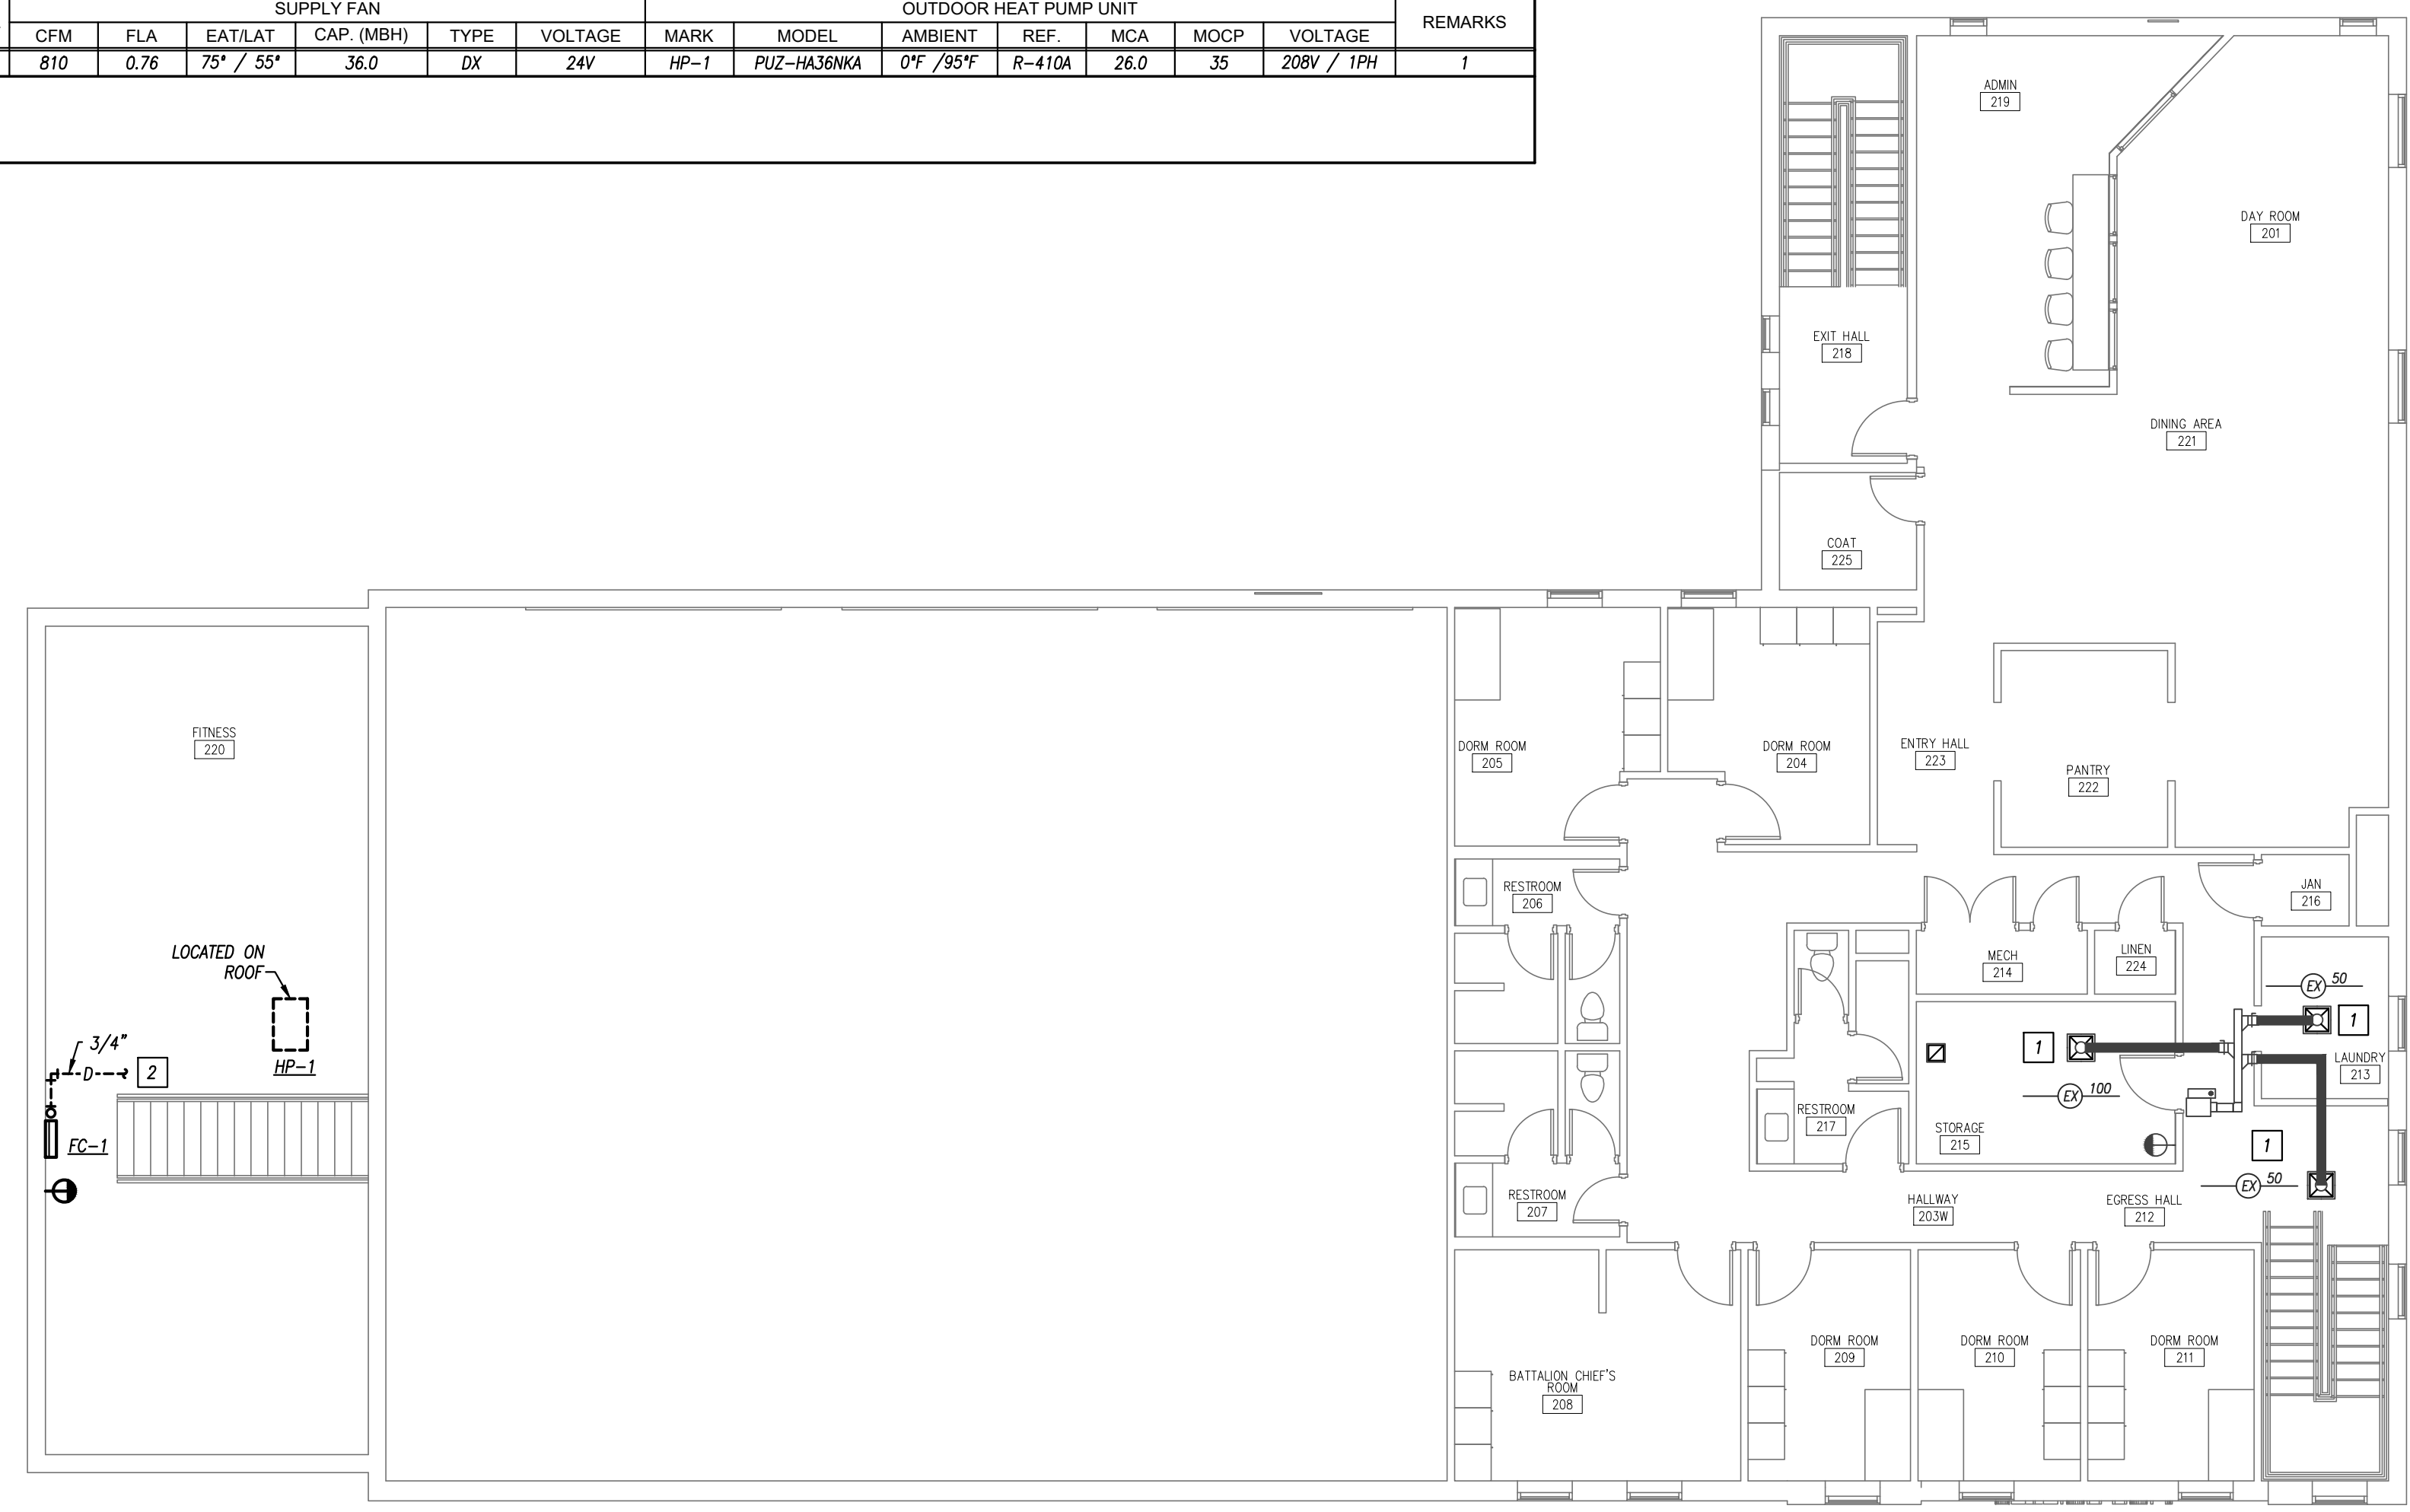 SUPPLY FAN OUTDOOR HEAT PUMP UNIT REMARKS
CFM FLA EAT/LAT CAP. (MBH) TYPE VOLTAGE MARK MODEL AMBIENT REF. MCA MOCP VOLTAGE
810 0.76 75° / 55° 36.0 DX 24V HP-1 PUZ-HA36NKA 0°F /95°F R-410A 26.0 35 208V / 1PH 1
ADMIN
219
DAY ROOM
201
EXIT HALL
218
DINING AREA
221
COAT
225
FITNESS
220
DORM ROOM
205
DORM ROOM
204
ENTRY HALL
223
PANTRY
222
RESTROOM
206
JAN
216
LOCATED ON
ROOF
MECH
214
LINEN
224
EX 50
1
3/4"
D
2
HP-1
1
LAUNDRY
213
EX 100
RESTROOM
217
STORAGE
215
FC-1
1
EX 50
RESTROOM
207
HALLWAY
203W
EGRESS HALL
212
BATTALION CHIEF'S
ROOM
208
DORM ROOM
209
DORM ROOM
210
DORM ROOM
211